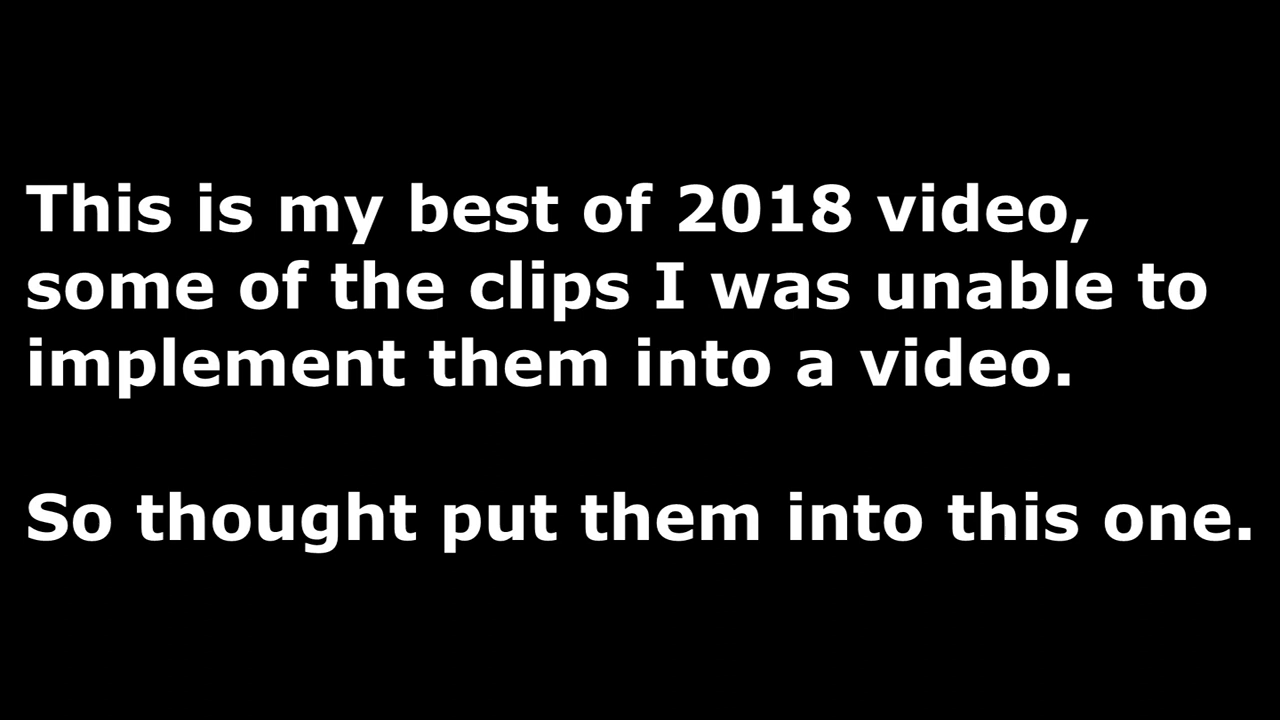 This is my best of 2018 video,
some of the clips I was unable to
implement them into a video.
So thought put them into this one.